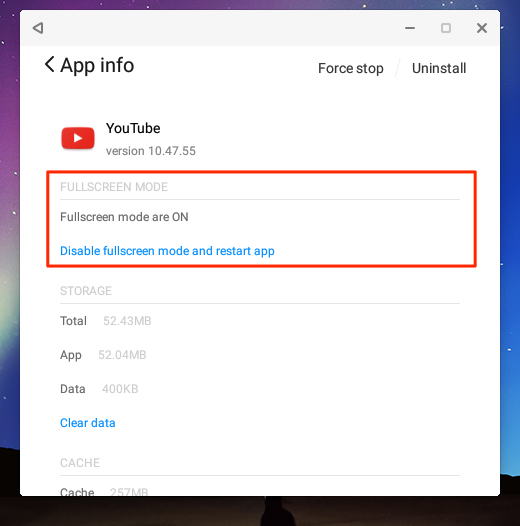 App info
Force stop
Uninstall
YouTube
version 10.47.55
FULLSCREEN MODE
Fullscreen mode are ON
Disable fullscreen mode and restart app
STORAGE
Total 52.43MB
App 52.04MB
Data 400KB
Clear data
CACHE
Cache 257MB